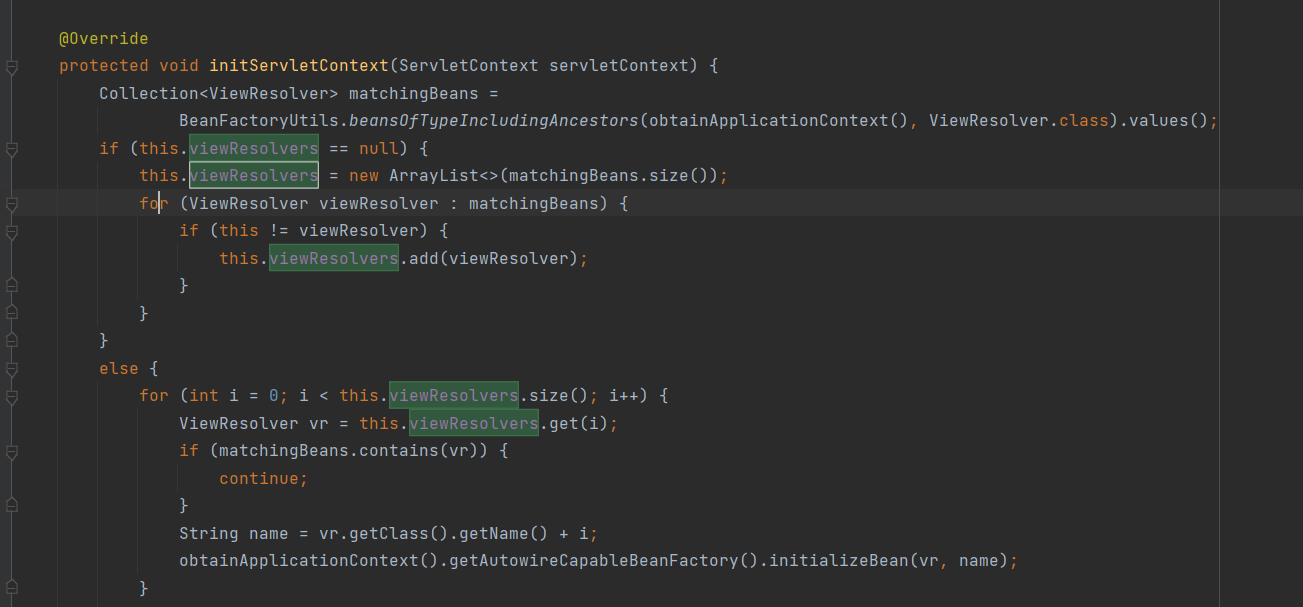 @Override
protected void initServletContext(ServletContext servletContext) {
Collection<ViewResolver> matchingBeans =
BeanFactoryUtils.beansOfTypeIncludingAncestors(obtainApplicationContext(), ViewResolver.class).values();
if (this.viewResolvers == null) {
this.viewResolvers = new ArrayList<>(matchingBeans.size());
for (ViewResolver viewResolver : matchingBeans) {
if (this != viewResolver) {
this.viewResolvers.add(viewResolver);
}
}
}
else {
for (int i = 0; i < this.viewResolvers.size(); i++) {
ViewResolver vr = this.viewResolvers.get(i);
if (matchingBeans.contains(vr)) {
continue;
}
String name = vr.getClass().getName() + i;
obtainApplicationContext().getAutowireCapableBeanFactory().initializeBean(vr, name);
}